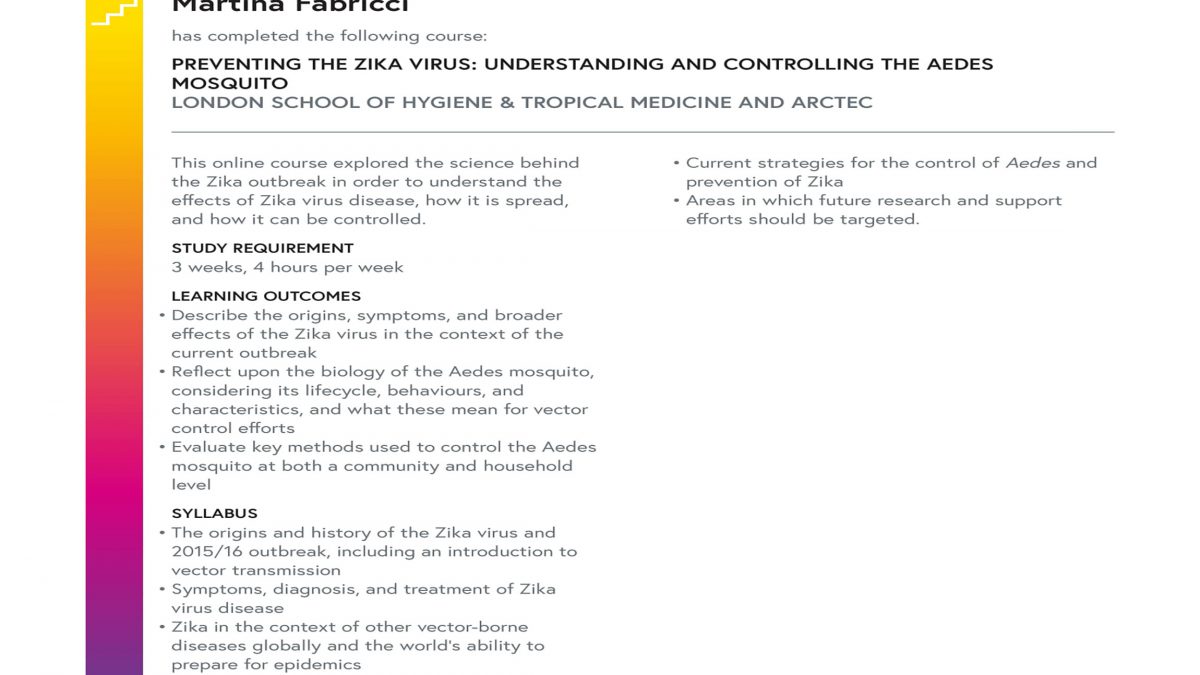 Martina Fabricci
has completed the following course:
PREVENTING THE ZIKA VIRUS: UNDERSTANDING AND CONTROLLING THE AEDES
MOSQUITO
LONDON SCHOOL OF HYGIENE & TROPICAL MEDICINE AND ARCTEC
This online course explored the science behind
the Zika outbreak in order to understand the
effects of Zika virus disease, how it is spread,
and how it can be controlled.
STUDY REQUIREMENT
3 weeks, 4 hours per week
LEARNING OUTCOMES
• Describe the origins, symptoms, and broader
effects of the Zika virus in the context of the
current outbreak
• Reflect upon the biology of the Aedes mosquito,
considering its lifecycle, behaviours, and
characteristics, and what these mean for vector
control efforts
• Evaluate key methods used to control the Aedes
mosquito at both a community and household
level
SYLLABUS
• The origins and history of the Zika virus and
2015/16 outbreak, including an introduction to
vector transmission
• Symptoms, diagnosis, and treatment of Zika
virus disease
• Zika in the context of other vector-borne
diseases globally and the world's ability to
prepare for epidemics
• Current strategies for the control of Aedes and
prevention of Zika
• Areas in which future research and support
efforts should be targeted.